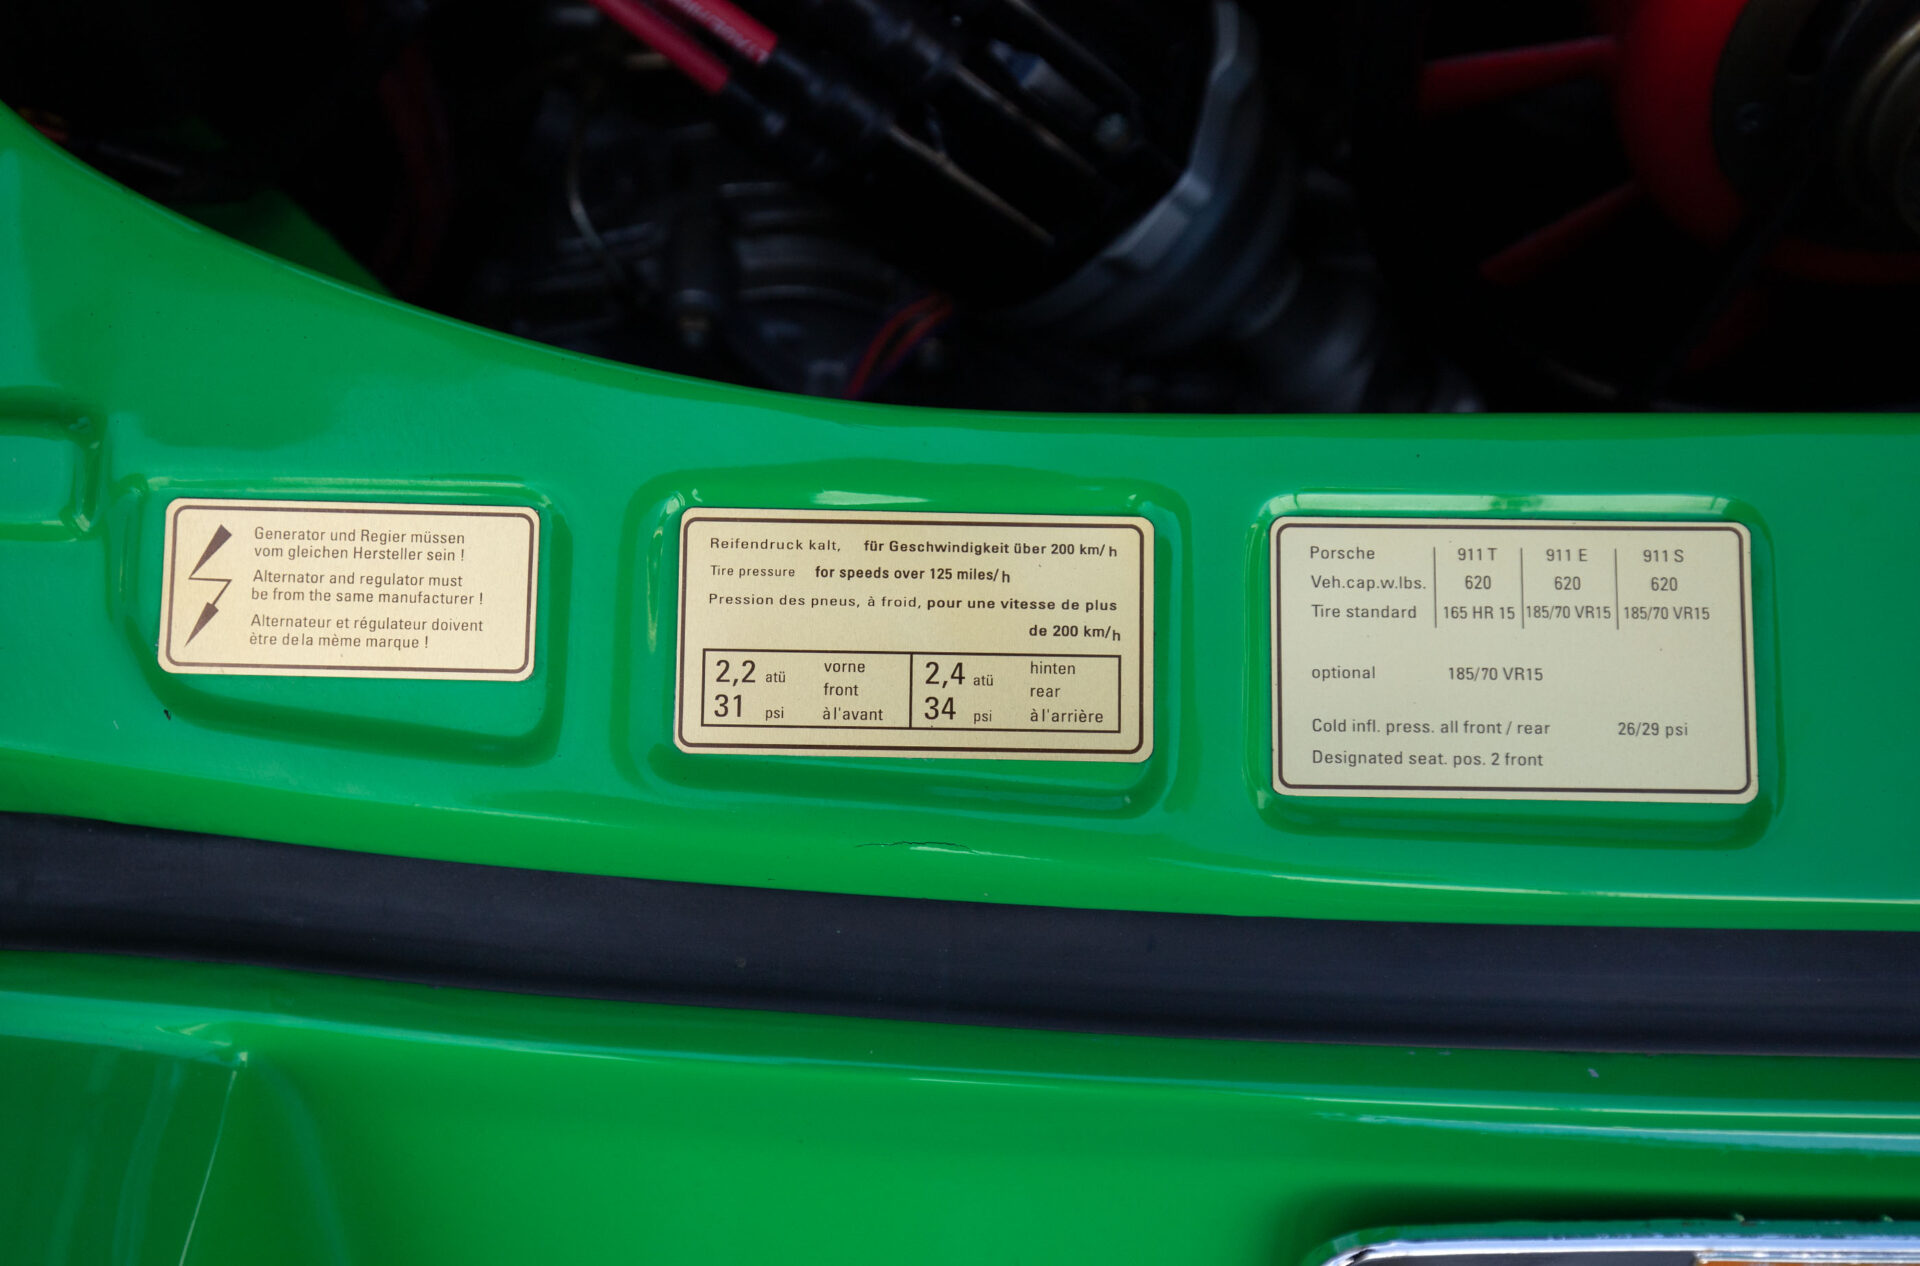 Generator und Regier müssen
vom gleichen Hersteller sein !
Alternator and regulator must
be from the same manufacturer !
Alternateur et régulateur doivent
ètre de la mème marque !
Reifendruck kalt, für Geschwindigkeit über 200 km/h
Tire pressure for speeds over 125 miles/h
Pression des pneus, à froid, pour une vitesse de plus
de 200 km/h
2,2 atü vorne 2,4 atü hinten
front rear
31 psi à l'avant 34 psi à l'arrière
Porsche 911 T 911 E 911 S
Veh.cap.w.lbs. 620 620 620
Tire standard 165 HR 15 185/70 VR15 185/70 VR15
optional 185/70 VR15
Cold infl. press. all front / rear 26/29 psi
Designated seat. pos. 2 front